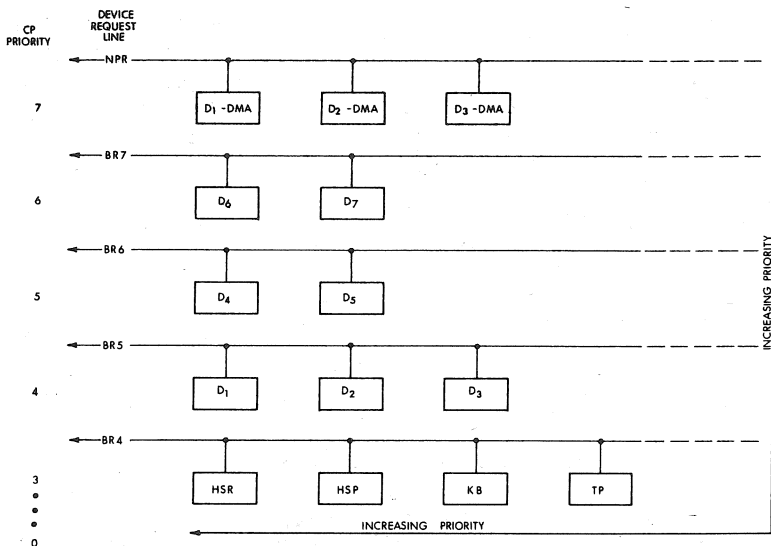 CP
PRIORITY
DEVICE
REQUEST
LINE
NPR
7
D1 -DMA
D2 -DMA
D3 -DMA
BR7
6
D6
D7
BR6
5
D4
D5
BR5
4
D1
D2
D3
BR4
3
HSR
HSP
KB
TP
0
INCREASING PRIORITY
INCREASING PRIORITY